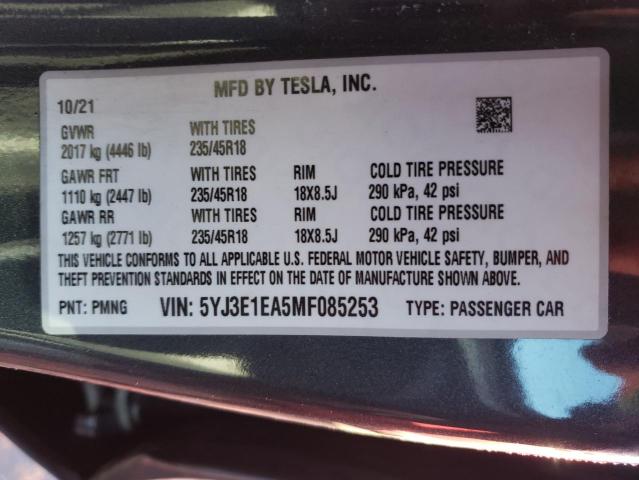 MFD BY TESLA, INC.
10/21
GVWR WITH TIRES
2017 kg (4446 lb) 235/45R18
GAWR FRT WITH TIRES RIM COLD TIRE PRESSURE
1110 kg (2447 lb) 235/45R18 18X8.5J 290 kPa, 42 psi
GAWR RR WITH TIRES RIM COLD TIRE PRESSURE
1257 kg (2771 lb) 235/45R18 18X8.5J 290 kPa, 42 psi
THIS VEHICLE CONFORMS TO ALL APPLICABLE U.S. FEDERAL MOTOR VEHICLE SAFETY, BUMPER, AND
THEFT PREVENTION STANDARDS IN EFFECT ON THE DATE OF MANUFACTURE SHOWN ABOVE.
PNT: PMNG VIN: 5YJ3E1EA5MF085253 TYPE: PASSENGER CAR